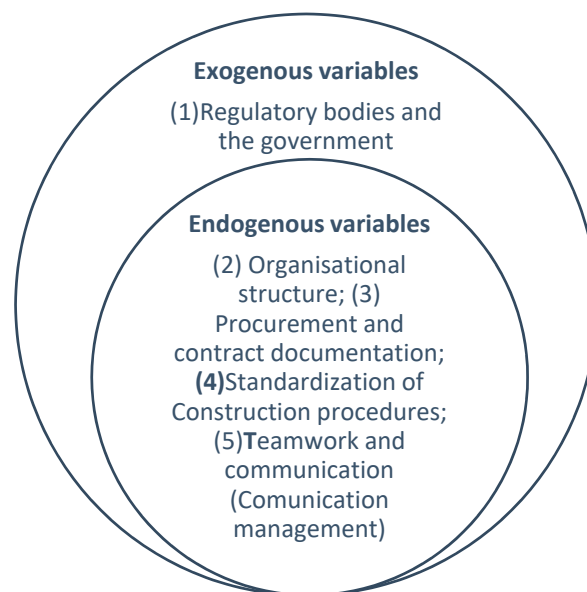 Exogenous variables
(1)Regulatory bodies and
the government
Endogenous variables
(2) Organisational
structure; (3)
Procurement and
contract documentation;
(4)Standardization of
Construction procedures;
(5)Teamwork and
communication
(Comunication
management)